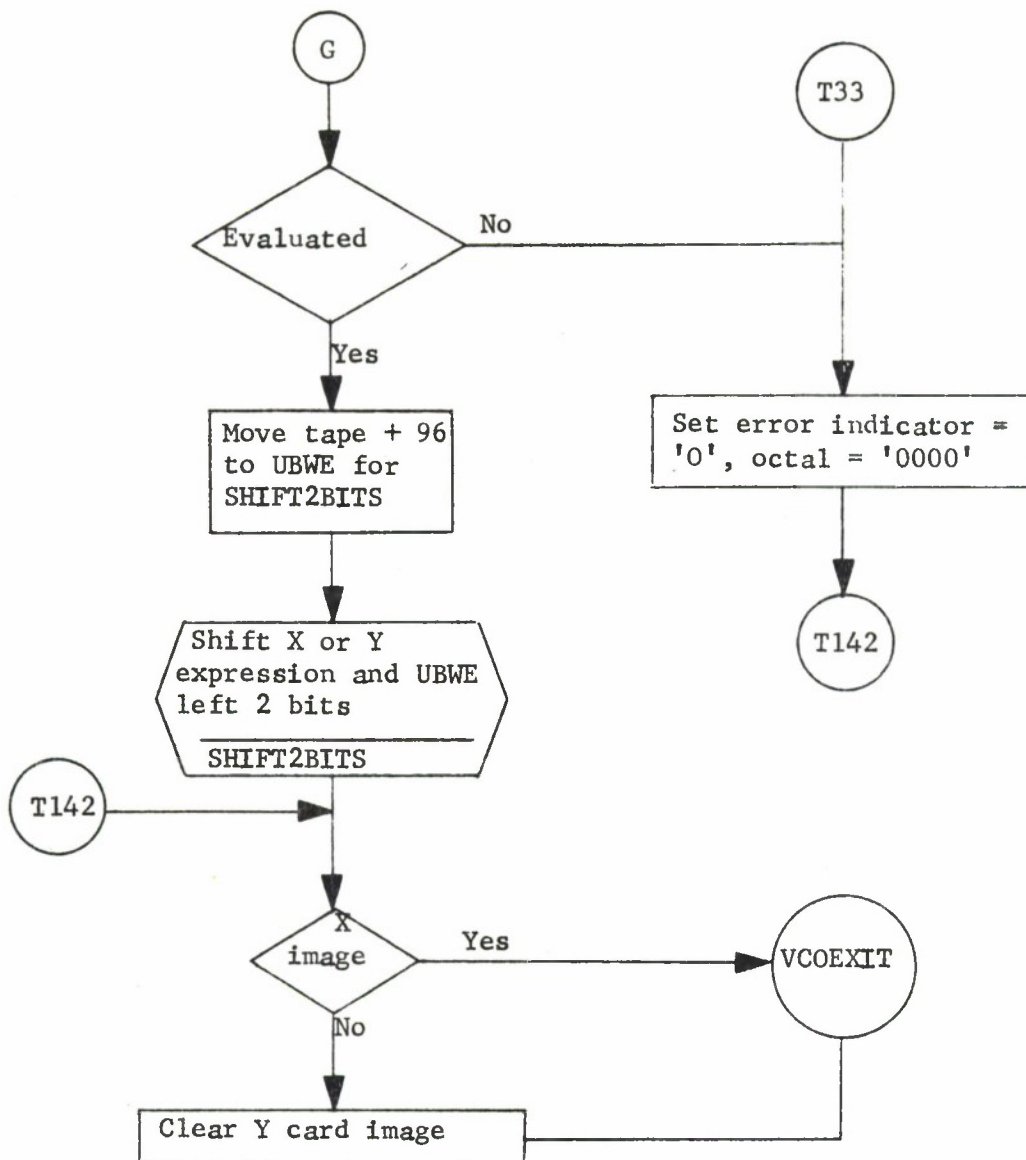 G
T33
Evaluated
No
Yes
Move tape + 96
to UBWE for
SHIFT2BITS
Set error indicator =
'0', octal = '0000'
Shift X or Y
expression and UBWE
left 2 bits
SHIFT2BITS
T142
T142
X
image
Yes
VCOEXIT
No
Clear Y card image